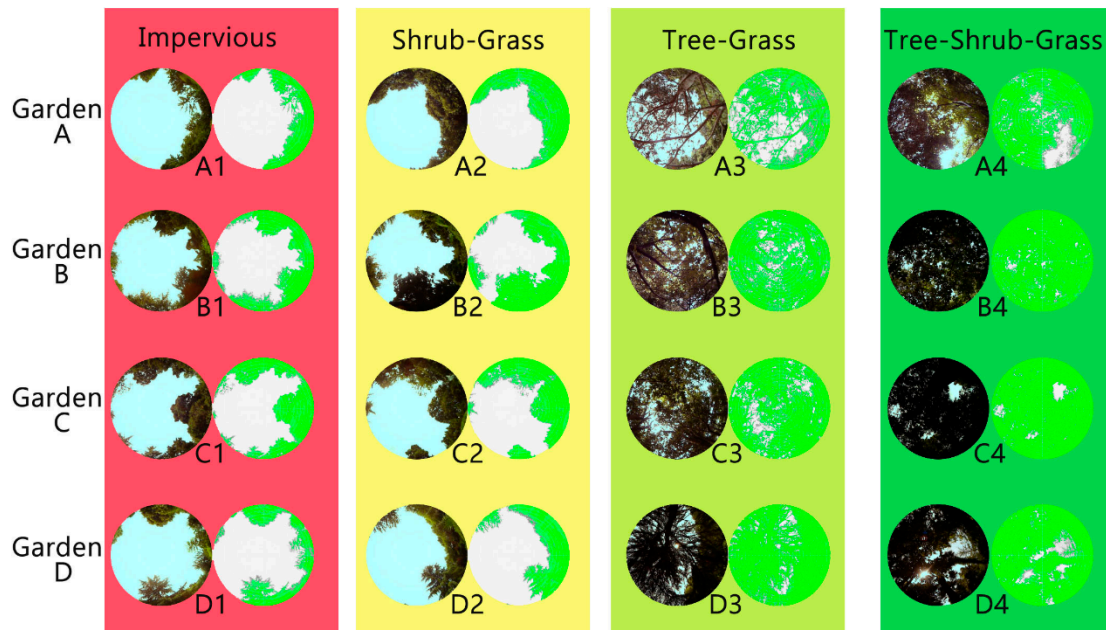 Impervious Shrub-Grass Tree-Grass Tree-Shrub-Grass
Garden
A
A1 A2 A3 A4
Garden
B
B1 B2 B3 B4
Garden
C
C1 C2 C3 C4
Garden
D
D1 D2 D3 D4